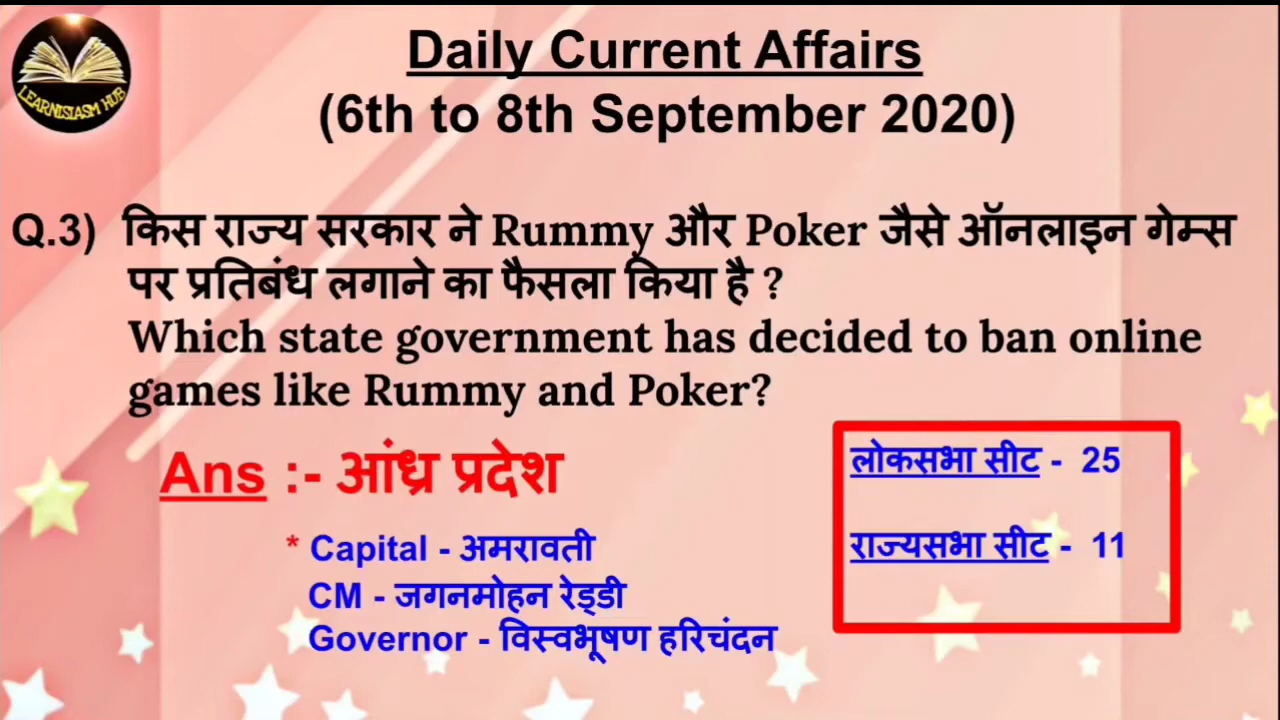 LEARNISIASM HUB
Daily Current Affairs
(6th to 8th September 2020)
Q.3) किस राज्य सरकार ने Rummy और Poker जैसे ऑनलाइन गेम्स
पर प्रतिबंध लगाने का फैसला किया है ?
Which state government has decided to ban online
games like Rummy and Poker?
Ans :- आंध्र प्रदेश
* Capital - अमरावती
CM - जगनमोहन रेड्डी
Governor - विस्वभूषण हरिचंदन
लोकसभा सीट - 25
राज्यसभा सीट - 11